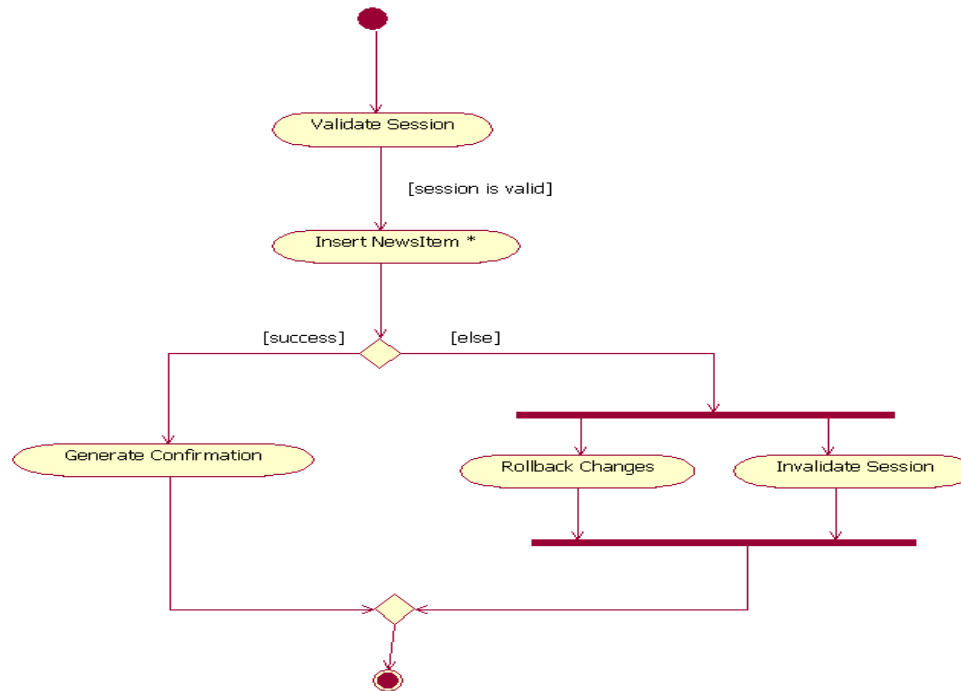 Validate Session
[session is valid]
Insert NewsItem *
[success]
[else]
Generate Confirmation
Rollback Changes
Invalidate Session